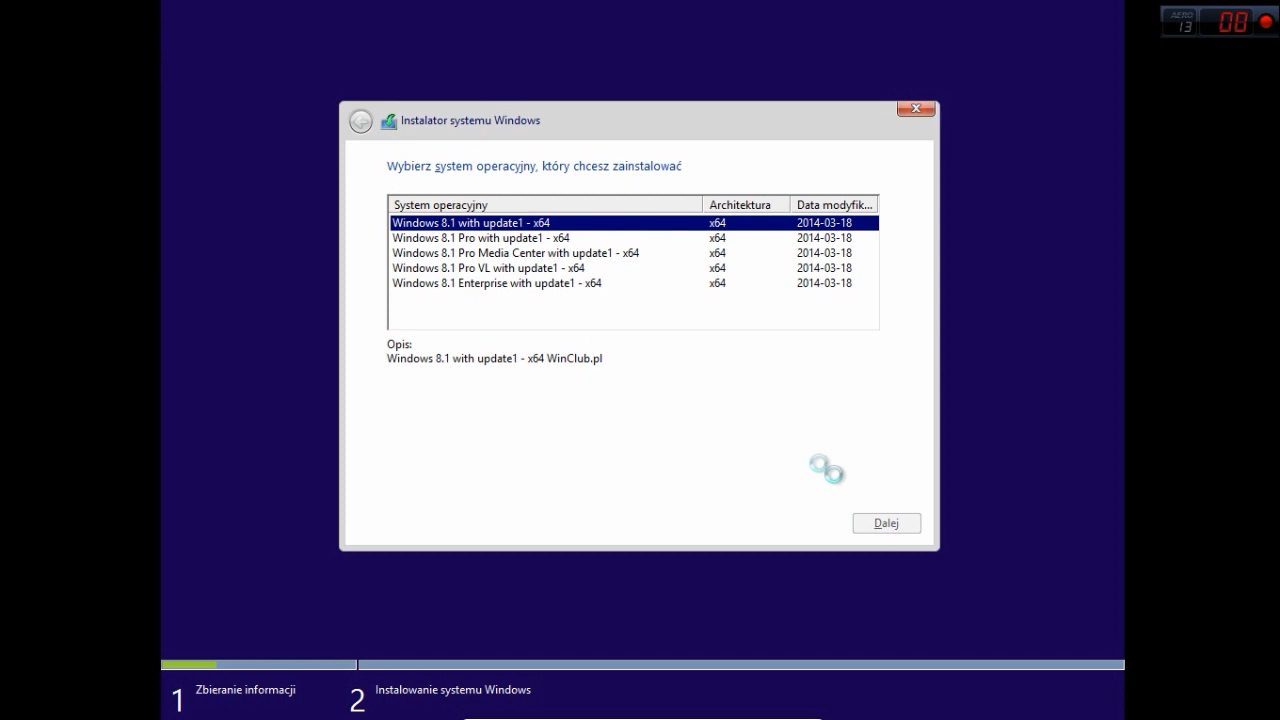 AERO 08
13
Instalator systemu Windows
Wybierz system operacyjny, który chcesz zainstalować
System operacyjny Architektura Data modyfik...
Windows 8.1 with update1 - x64 x64 2014-03-18
Windows 8.1 Pro with update1 - x64 x64 2014-03-18
Windows 8.1 Pro Media Center with update1 - x64 x64 2014-03-18
Windows 8.1 Pro VL with update1 - x64 x64 2014-03-18
Windows 8.1 Enterprise with update1 - x64 x64 2014-03-18
Opis:
Windows 8.1 with update1 - x64 WinClub.pl
Dalej
1 Zbieranie informacji 2 Instalowanie systemu Windows